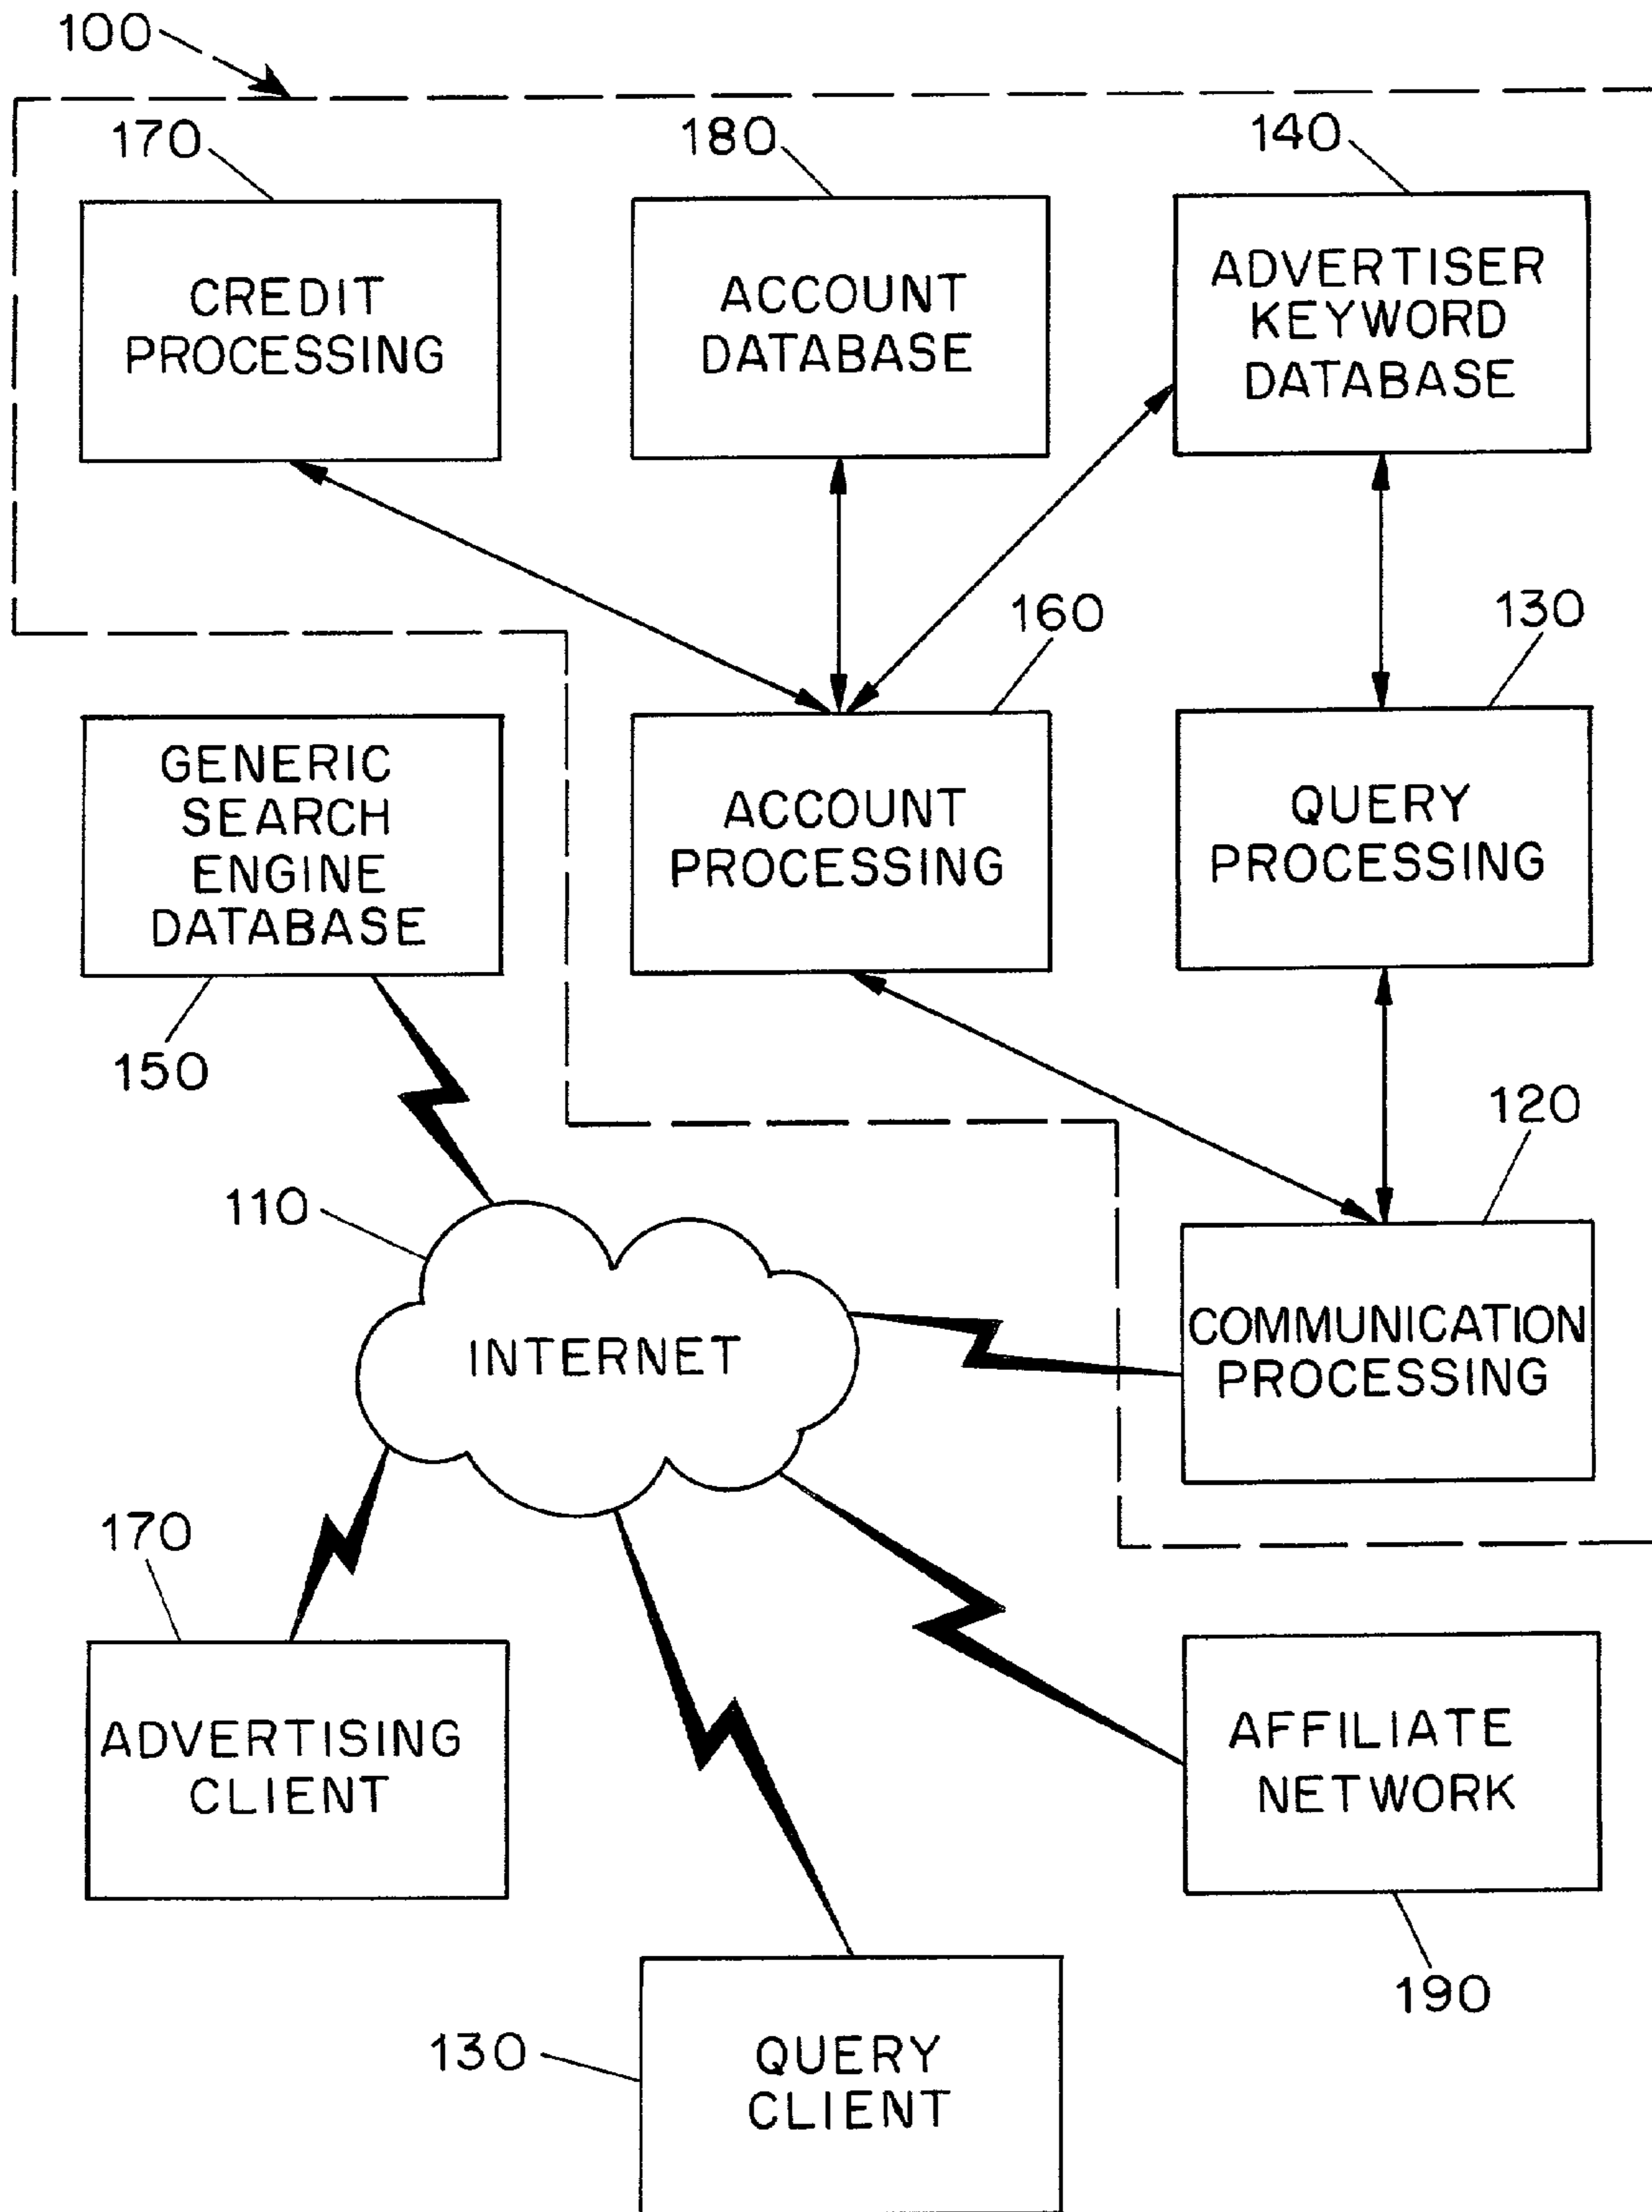 100
170
180
140
CREDIT
PROCESSING
ACCOUNT
DATABASE
ADVERTISER
KEYWORD
DATABASE
160
130
GENERIC
SEARCH
ENGINE
DATABASE
ACCOUNT
PROCESSING
QUERY
PROCESSING
150
120
110
INTERNET
COMMUNICATION
PROCESSING
170
ADVERTISING
CLIENT
AFFILIATE
NETWORK
190
130
QUERY
CLIENT